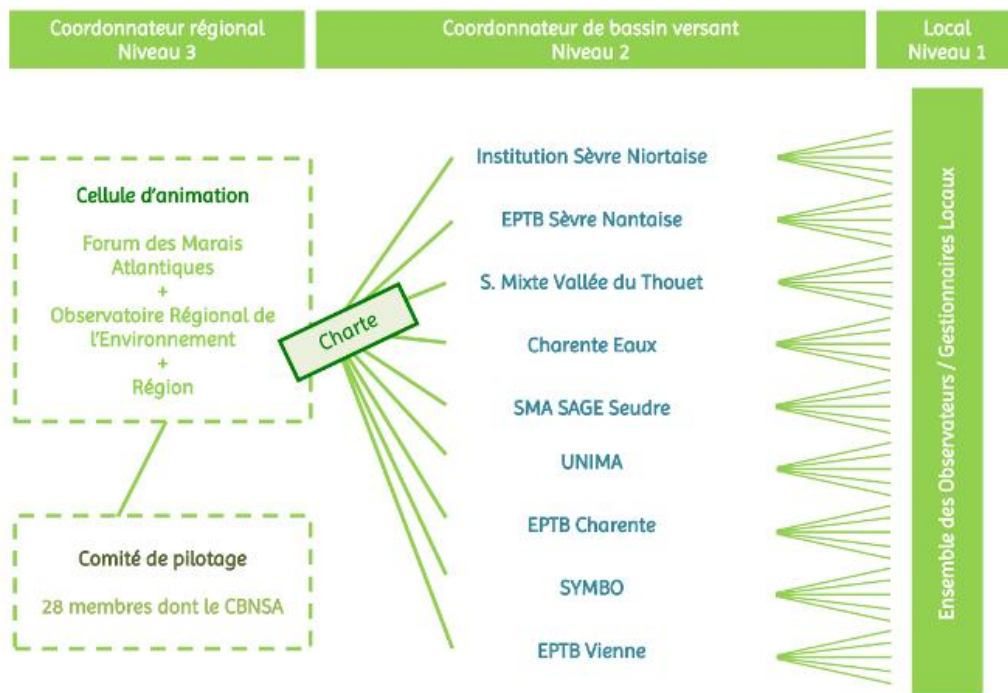 Coordonnateur régional
Niveau 3
Coordonnateur de bassin versant
Niveau 2
Local
Niveau 1
Cellule d'animation
Forum des Marais
Atlantiques
+
Observatoire Régional de
l'Environnement
+
Région
Charte
Comité de pilotage
28 membres dont le CBNSA
Institution Sèvre Niortaise
EPTB Sèvre Nantaise
S. Mixte Vallée du Thouet
Charente Eaux
SMA SAGE Seudre
UNIMA
EPTB Charente
SYMBO
EPTB Vienne
Ensemble des Observateurs / Gestionnaires Locaux